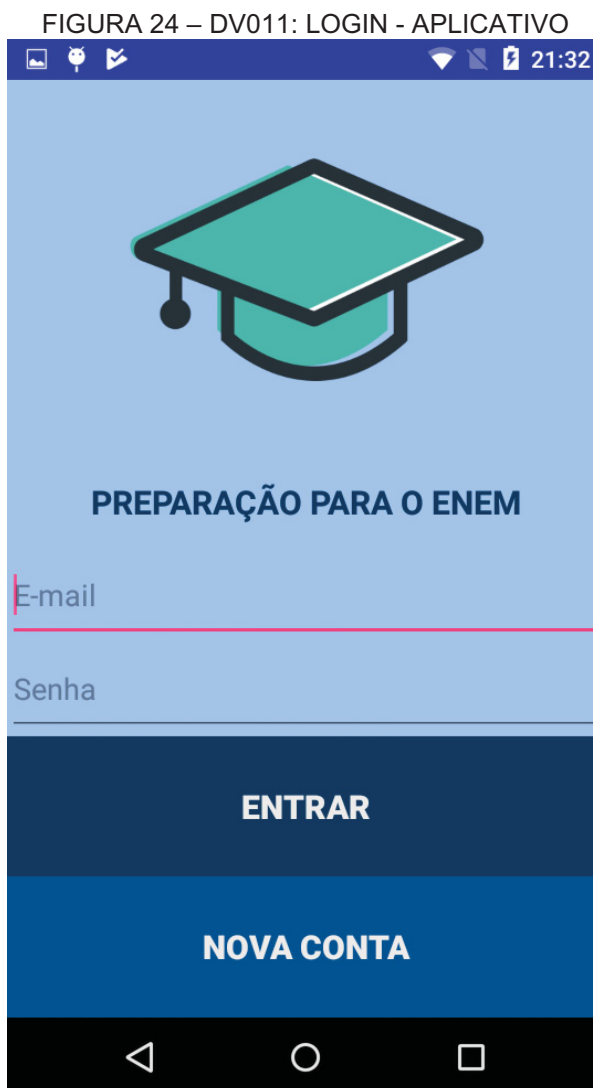 FIGURA 24 – DV011: LOGIN - APLICATIVO
21:32
PREPARAÇÃO PARA O ENEM
E-mail
Senha
ENTRAR
NOVA CONTA